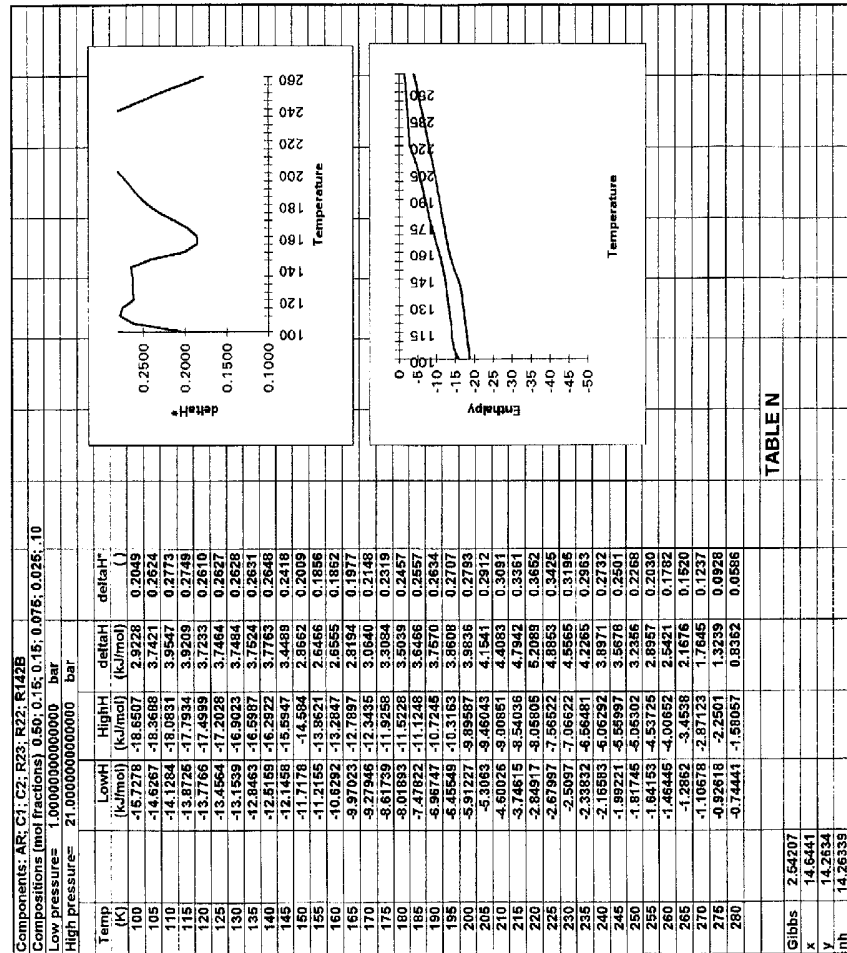 Components: AR; C1; C2; R23; R22; R142B
Compositions (mol fractions) 0.50; 0.15; 0.15; 0.075; 0.025; .10
Low pressure= 1.00000000000000 bar
High pressure= 21.0000000000000 bar
Temp LowH HighH deltaH deltaH*
(K) (kJ/mol) (kJ/mol) (kJ/mol) ( )
100 -15.7278 -18.6507 2.9228 0.2049
105 -14.6267 -18.3688 3.7421 0.2624
110 -14.1284 -18.0831 3.9547 0.2773
115 -13.8725 -17.7934 3.9209 0.2749
120 -13.7766 -17.4999 3.7233 0.2610
125 -13.4564 -17.2028 3.7464 0.2627
130 -13.1539 -16.9023 3.7484 0.2628
135 -12.8463 -16.5987 3.7524 0.2631
140 -12.5159 -16.2922 3.7763 0.2648
145 -12.1458 -15.5947 3.4489 0.2418
150 -11.7178 -14.584 2.8662 0.2009
155 -11.2155 -13.8621 2.6466 0.1856
160 -10.6292 -13.2847 2.6555 0.1862
165 -9.97023 -12.7897 2.8194 0.1977
170 -9.27946 -12.3435 3.0640 0.2148
175 -8.61739 -11.9258 3.3084 0.2319
180 -8.01893 -11.5228 3.5039 0.2457
185 -7.47822 -11.1248 3.6466 0.2557
190 -6.96747 -10.7245 3.7570 0.2634
195 -6.45549 -10.3163 3.8608 0.2707
200 -5.91227 -9.89587 3.9836 0.2793
205 -5.3063 -9.46043 4.1541 0.2912
210 -4.60026 -9.00851 4.4083 0.3091
215 -3.74615 -8.54036 4.7942 0.3361
220 -2.84917 -8.05805 5.2089 0.3652
225 -2.67997 -7.56522 4.8853 0.3425
230 -2.5097 -7.06622 4.5565 0.3195
235 -2.33832 -6.56481 4.2265 0.2963
240 -2.16583 -6.06292 3.8971 0.2732
245 -1.99221 -5.55997 3.5678 0.2501
250 -1.81745 -5.05302 3.2356 0.2268
255 -1.64153 -4.53725 2.8957 0.2030
260 -1.46445 -4.00652 2.5421 0.1782
265 -1.2862 -3.4538 2.1676 0.1520
270 -1.10678 -2.87123 1.7645 0.1237
275 -0.92618 -2.2501 1.3239 0.0928
280 -0.74441 -1.58057 0.8362 0.0586
Gibbs 2.54207
x 14.6441
y 14.2634
inh 14.26339
0.2500
0.2000
0.1500
0.1000
deltaH*
100 120 140 160 180 200 220 240 260
Temperature
0
-5
-10
-15
-20
-25
-30
-35
-40
-45
-50
Enthalpy
100 115 130 145 160 175 190 205 220
Temperature
TABLE N